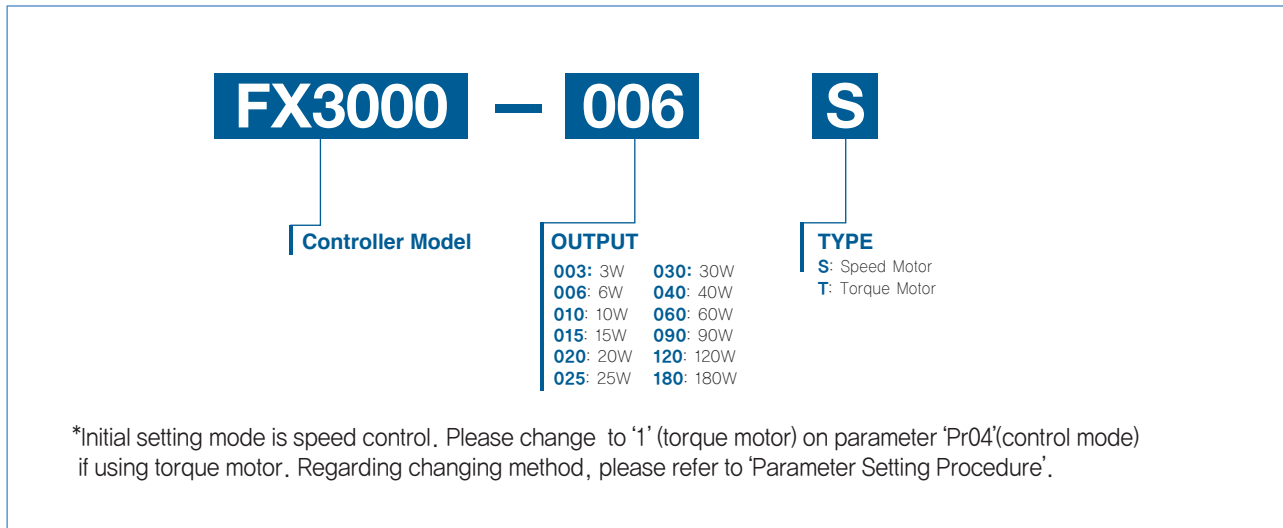 FX3000 — 006 S
Controller Model
OUTPUT
003: 3W 030: 30W
006: 6W 040: 40W
010: 10W 060: 60W
015: 15W 090: 90W
020: 20W 120: 120W
025: 25W 180: 180W
TYPE
S: Speed Motor
T: Torque Motor
*Initial setting mode is speed control. Please change to ‘1’ (torque motor) on parameter ‘Pr04’(control mode)
if using torque motor. Regarding changing method, please refer to ‘Parameter Setting Procedure’.